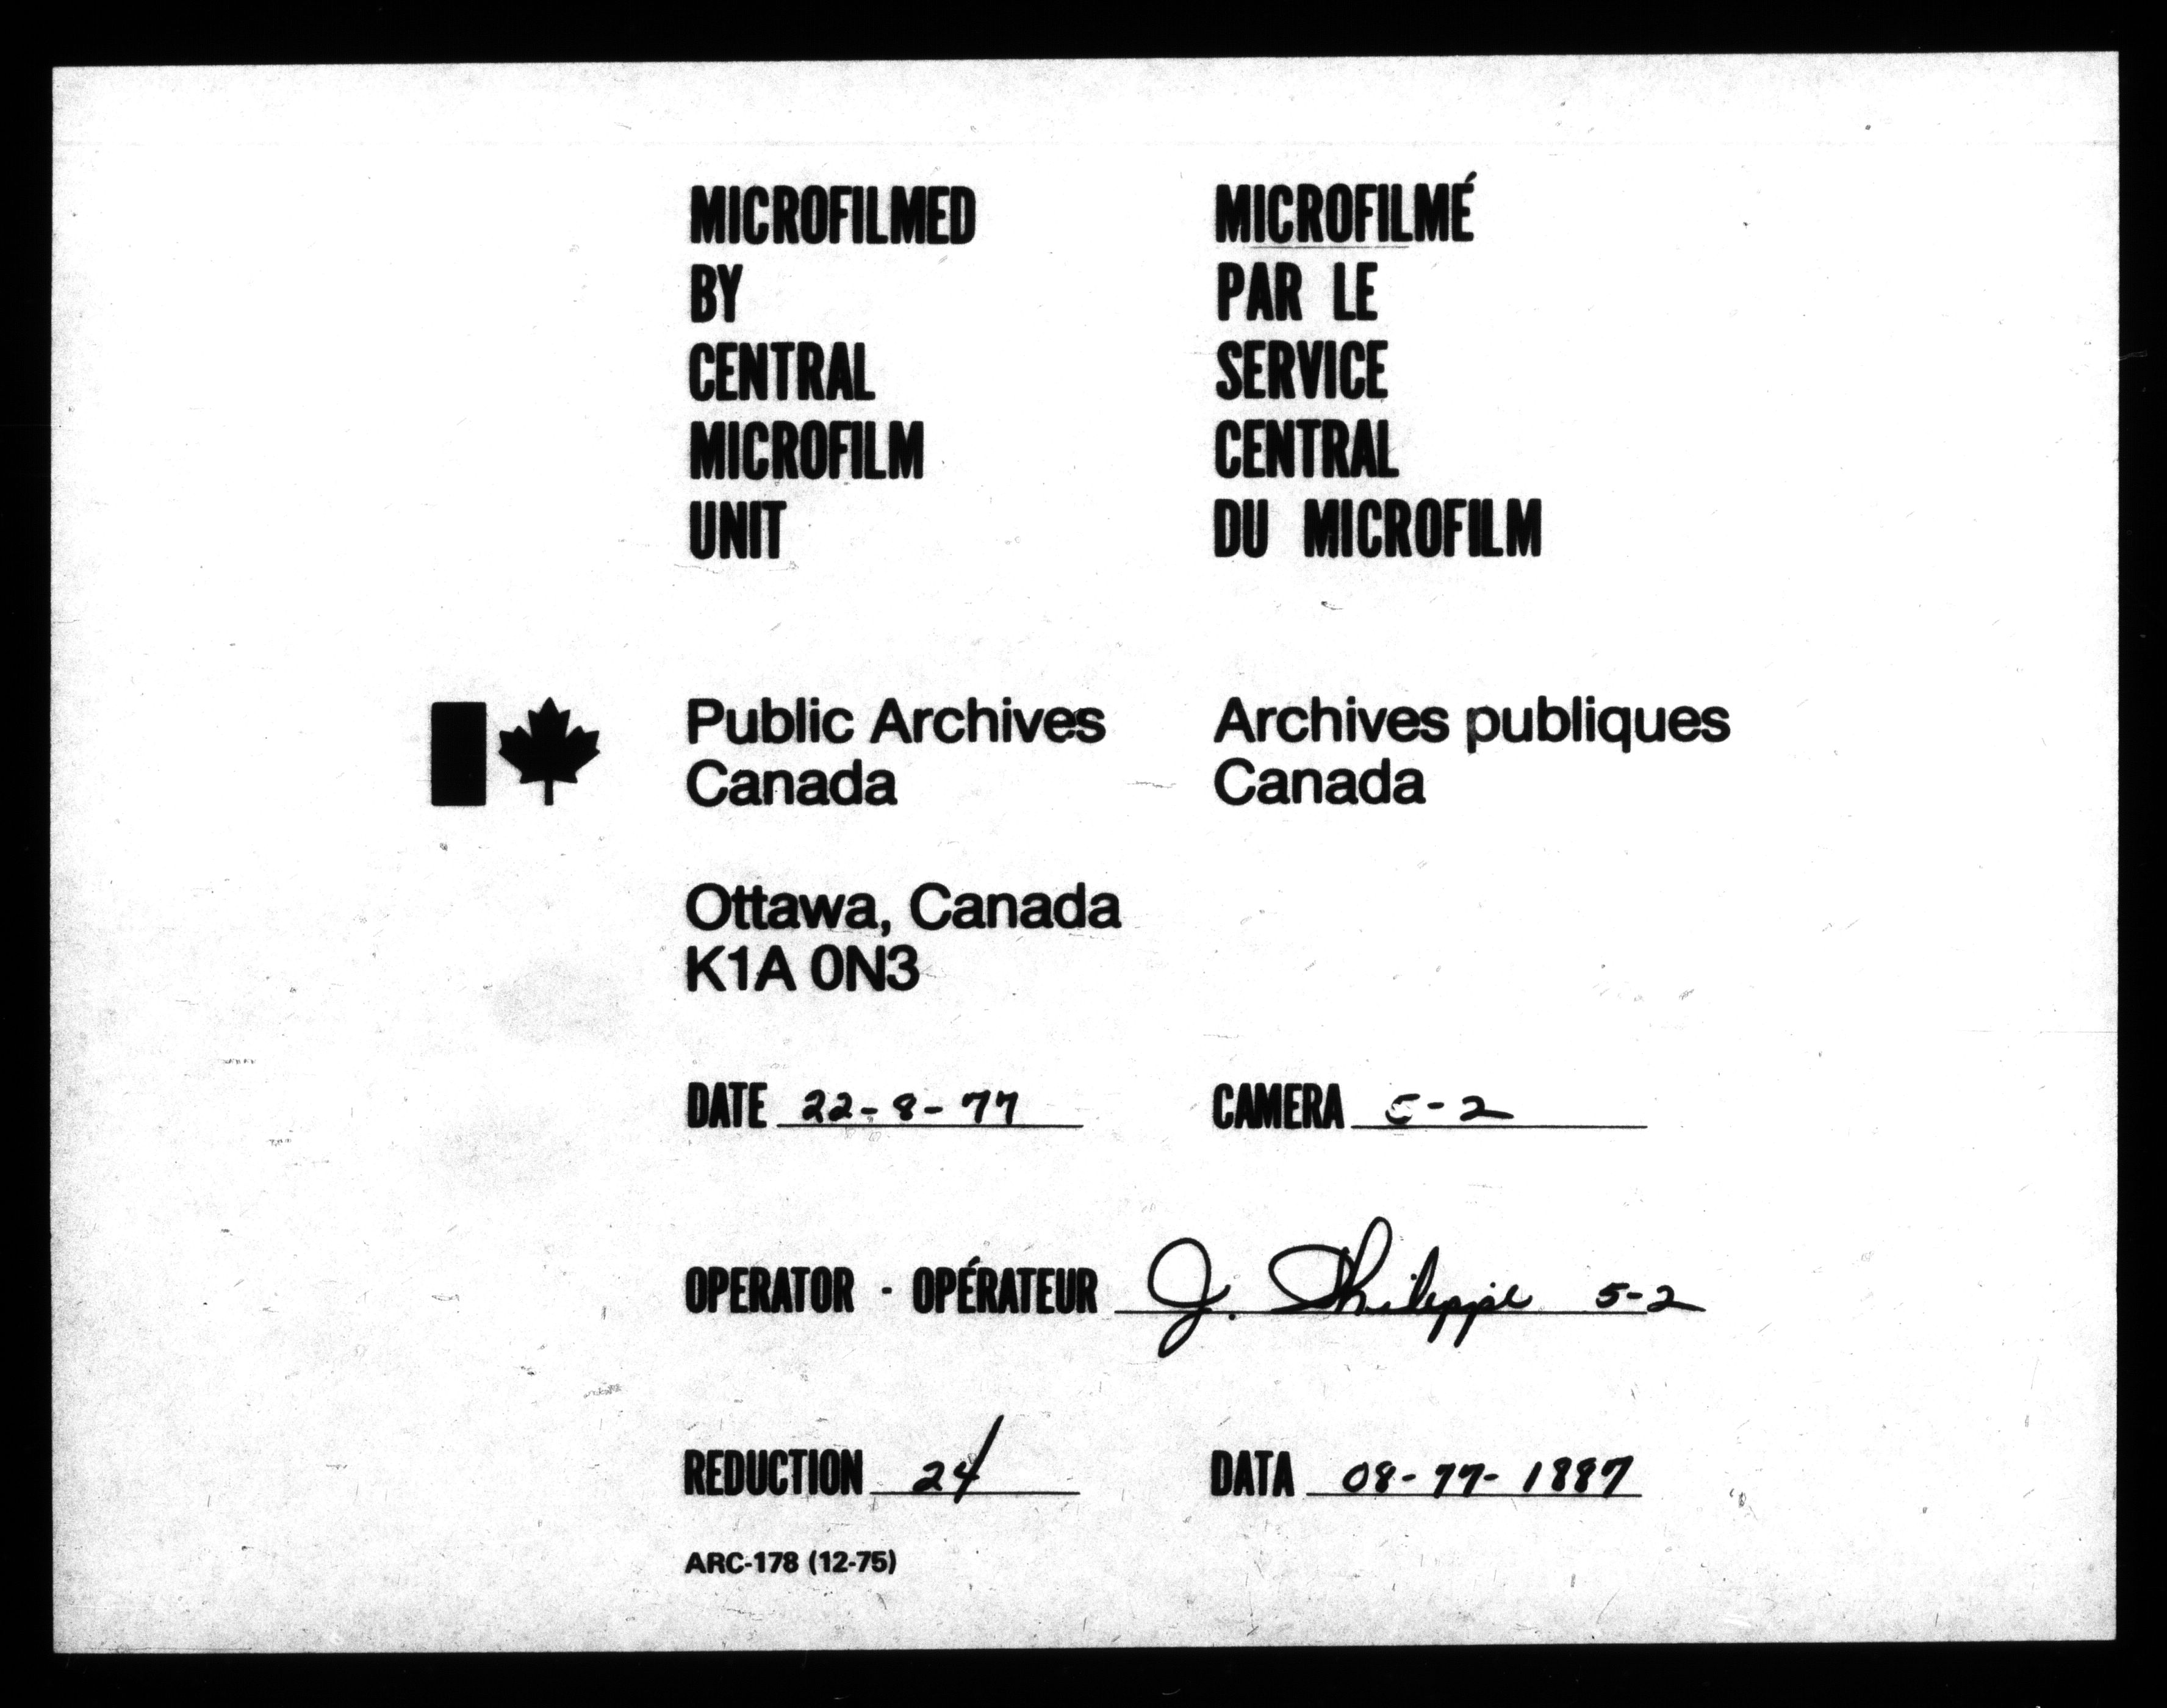 MICROFILMED
BY
CENTRAL
MICROFILM
UNIT
MICROFILMÉ
PAR LE
SERVICE
CENTRAL
DU MICROFILM
Public Archives
Canada
Archives publiques
Canada
Ottawa, Canada
K1A 0N3
DATE 22-8-77
CAMERA 5-2
OPERATOR - OPÉRATEUR J. Philippe 5-2
REDUCTION 24
DATA 08-77-1887
ARC-178 (12-75)